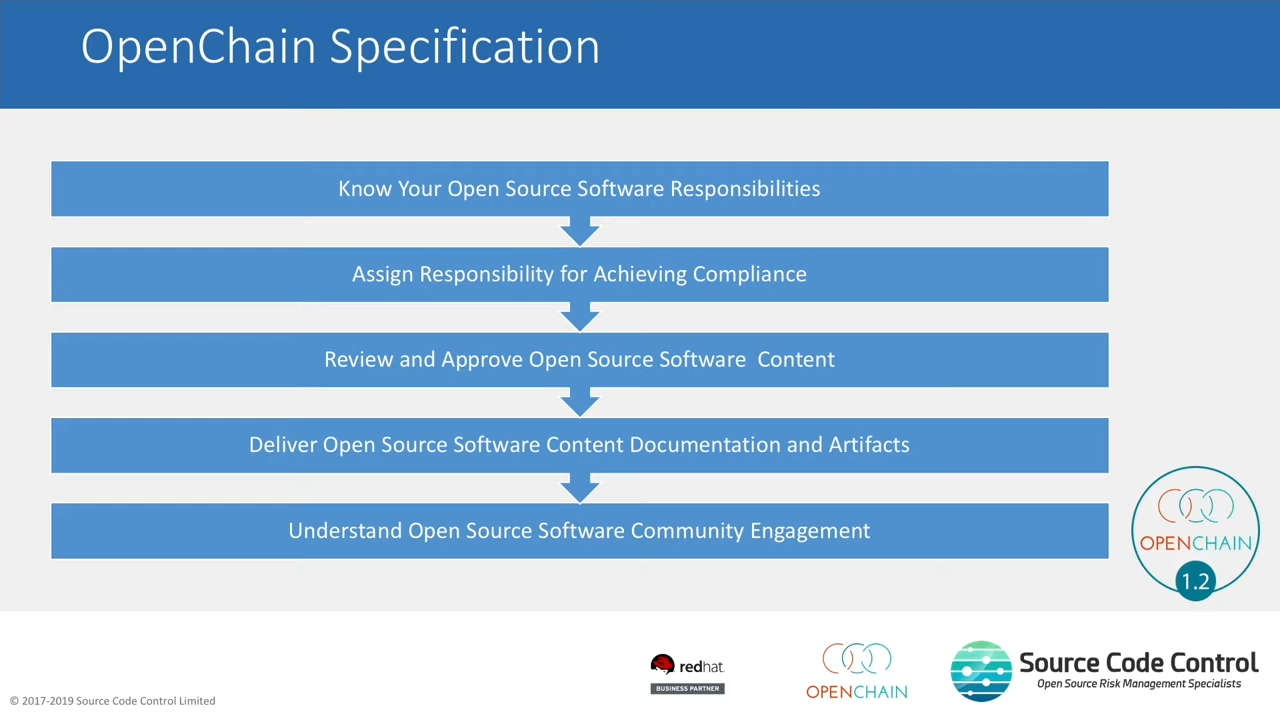 OpenChain Specification
Know Your Open Source Software Responsibilities
Assign Responsibility for Achieving Compliance
Review and Approve Open Source Software  Content
Deliver Open Source Software Content Documentation and Artifacts
Understand Open Source Software Community Engagement
OPENCHAIN
1.2
redhat.
BUSINESS PARTNER
OPENCHAIN
Source Code Control
Open Source Risk Management Specialists
© 2017-2019 Source Code Control Limited